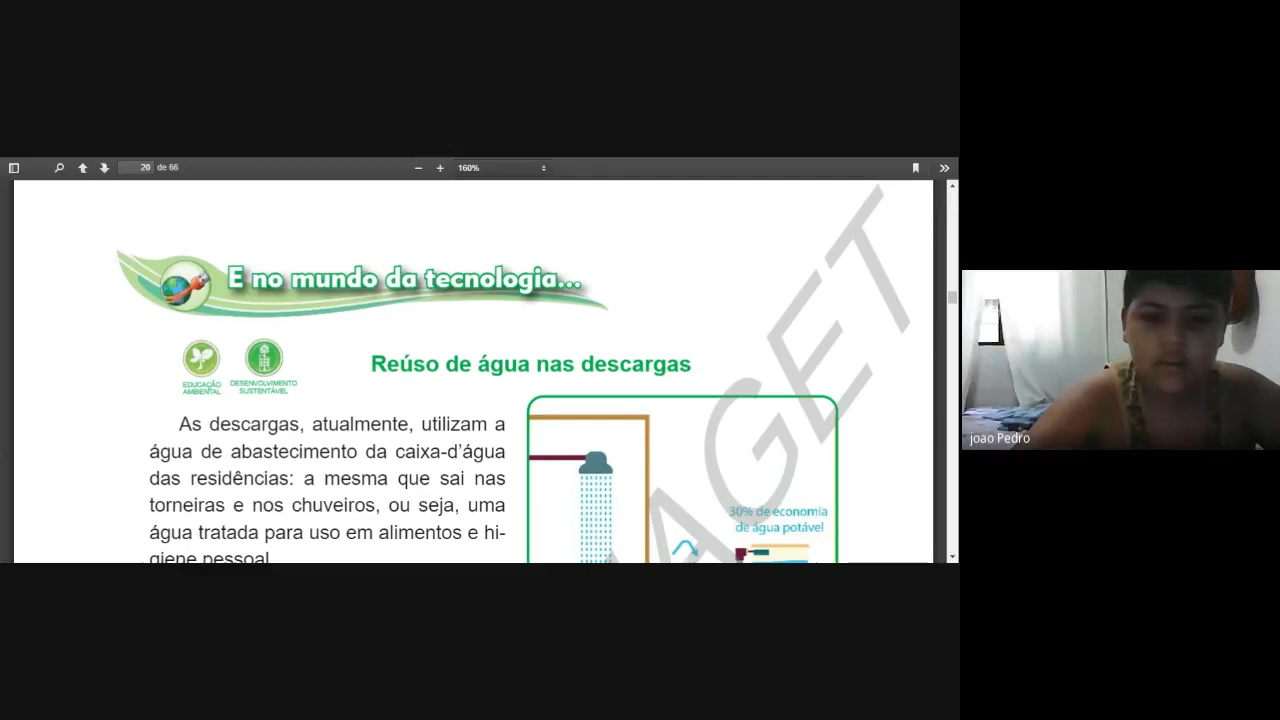 20 de 66
160%
E no mundo da tecnologia...
EDUCAÇÃO
AMBIENTAL
DESENVOLVIMENTO
SUSTENTÁVEL
Reúso de água nas descargas
As descargas, atualmente, utilizam a
água de abastecimento da caixa-d’água
das residências: a mesma que sai nas
torneiras e nos chuveiros, ou seja, uma
água tratada para uso em alimentos e hi-
giene pessoal
30% de economia
de água potável
AGET
joao Pedro